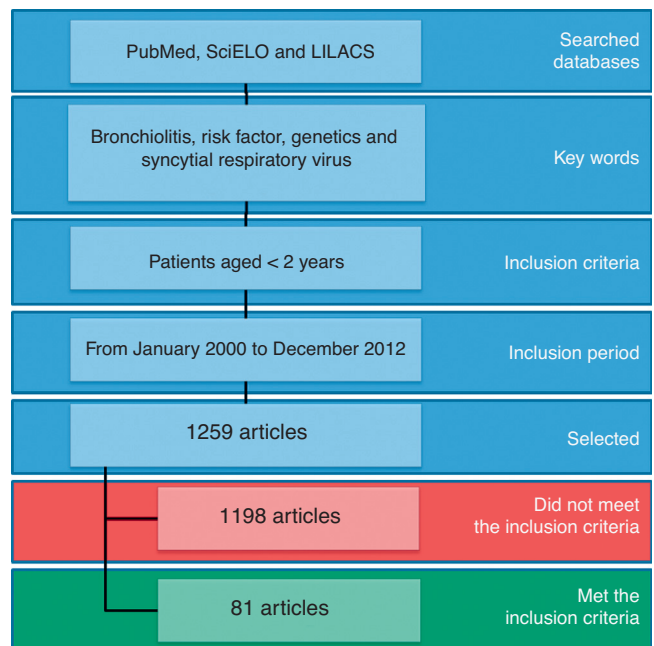 PubMed, SciELO and LILACS
Searched
databases
Bronchiolitis, risk factor, genetics and
syncytial respiratory virus
Key words
Patients aged < 2 years
Inclusion criteria
From January 2000 to December 2012
Inclusion period
1259 articles
Selected
1198 articles
Did not meet
the inclusion criteria
81 articles
Met the
inclusion criteria